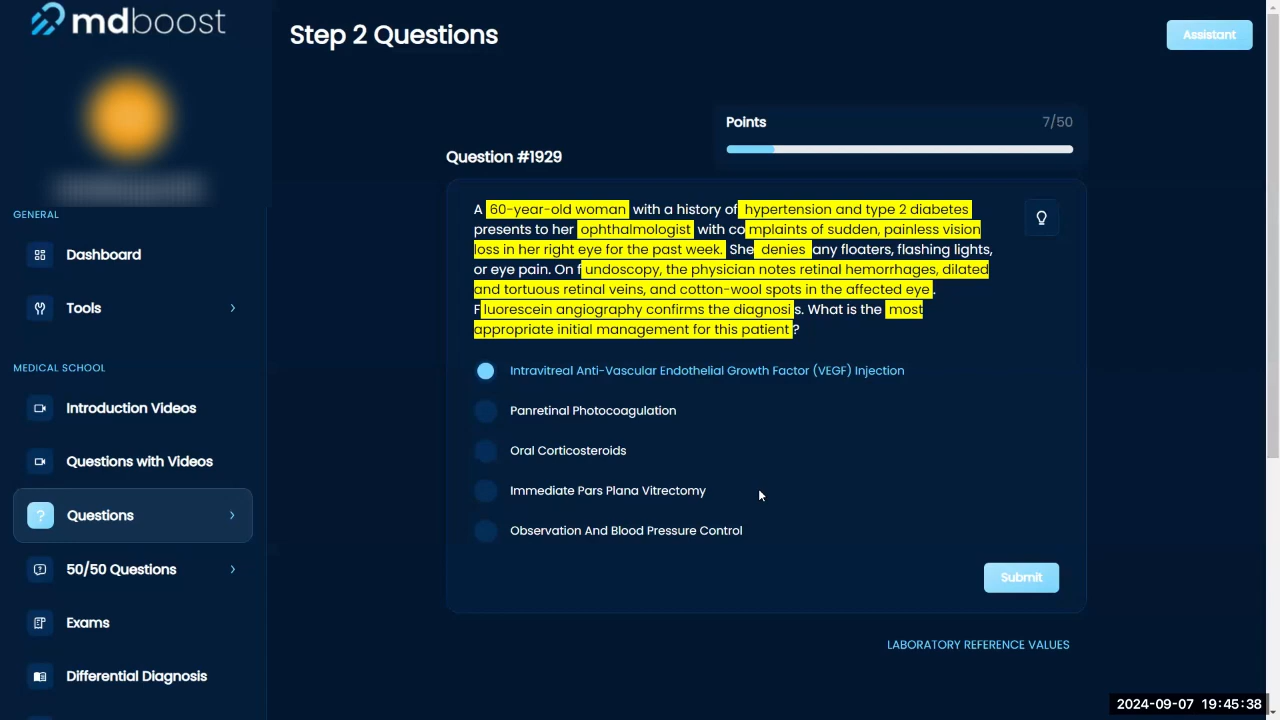 mdboost
Step 2 Questions
Assistant
Points 7/50
Question #1929
GENERAL
Dashboard
Tools
MEDICAL SCHOOL
Introduction Videos
Questions with Videos
Questions
50/50 Questions
Exams
Differential Diagnosis
A 60-year-old woman with a history of hypertension and type 2 diabetes
presents to her ophthalmologist with complaints of sudden, painless vision
loss in her right eye for the past week. She denies any floaters, flashing lights,
or eye pain. On fundoscopy, the physician notes retinal hemorrhages, dilated
and tortuous retinal veins, and cotton-wool spots in the affected eye.
Fluorescein angiography confirms the diagnosis. What is the most
appropriate initial management for this patient?
Intravitreal Anti-Vascular Endothelial Growth Factor (VEGF) Injection
Panretinal Photocoagulation
Oral Corticosteroids
Immediate Pars Plana Vitrectomy
Observation And Blood Pressure Control
Submit
LABORATORY REFERENCE VALUES
2024-09-07 19:45:38